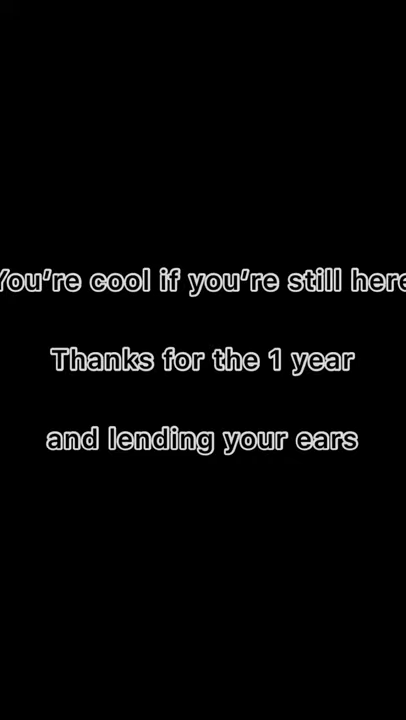 You’re cool if you’re still here
Thanks for the 1 year
and lending your ears